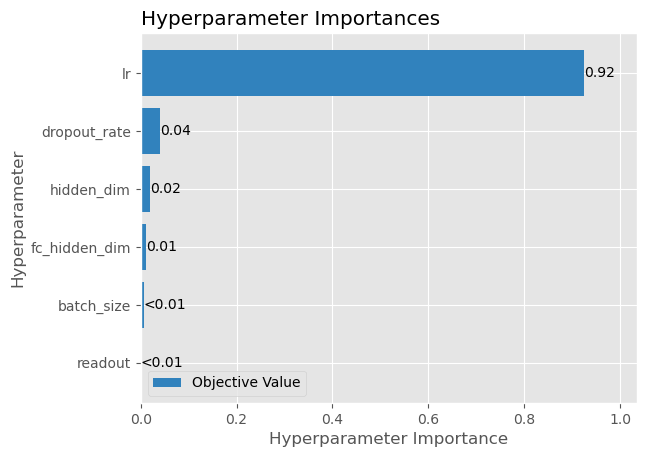 Hyperparameter Importances
lr
0.92
dropout_rate
0.04
hidden_dim
0.02
fc_hidden_dim
0.01
batch_size
<0.01
readout
<0.01
Objective Value
0.0 0.2 0.4 0.6 0.8 1.0
Hyperparameter Importance
Hyperparameter